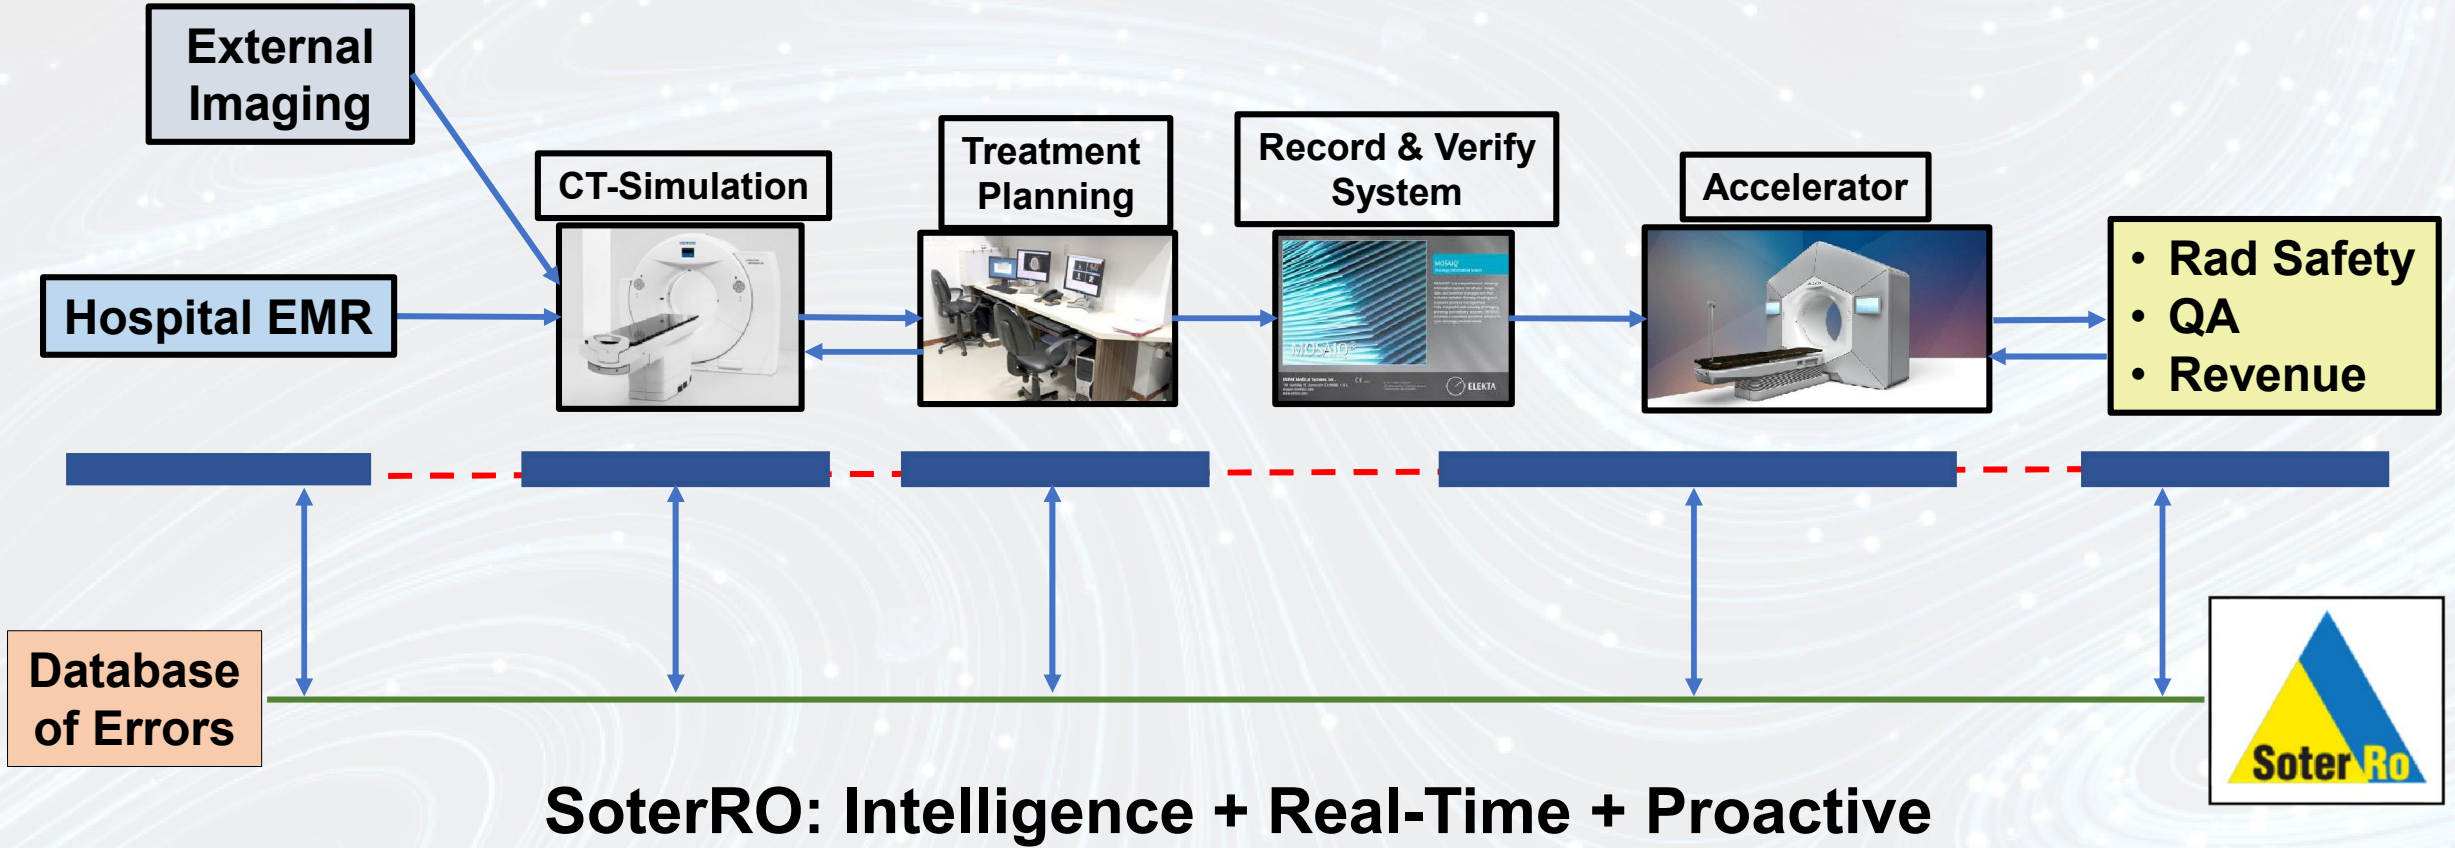 External
Imaging
CT-Simulation
Treatment
Planning
Record & Verify
System
Accelerator
Hospital EMR
MOSAIQ
MOSAIQ
ELEKTA
• Rad Safety
• QA
• Revenue
Database
of Errors
Soter Ro
SoterRO: Intelligence + Real-Time + Proactive